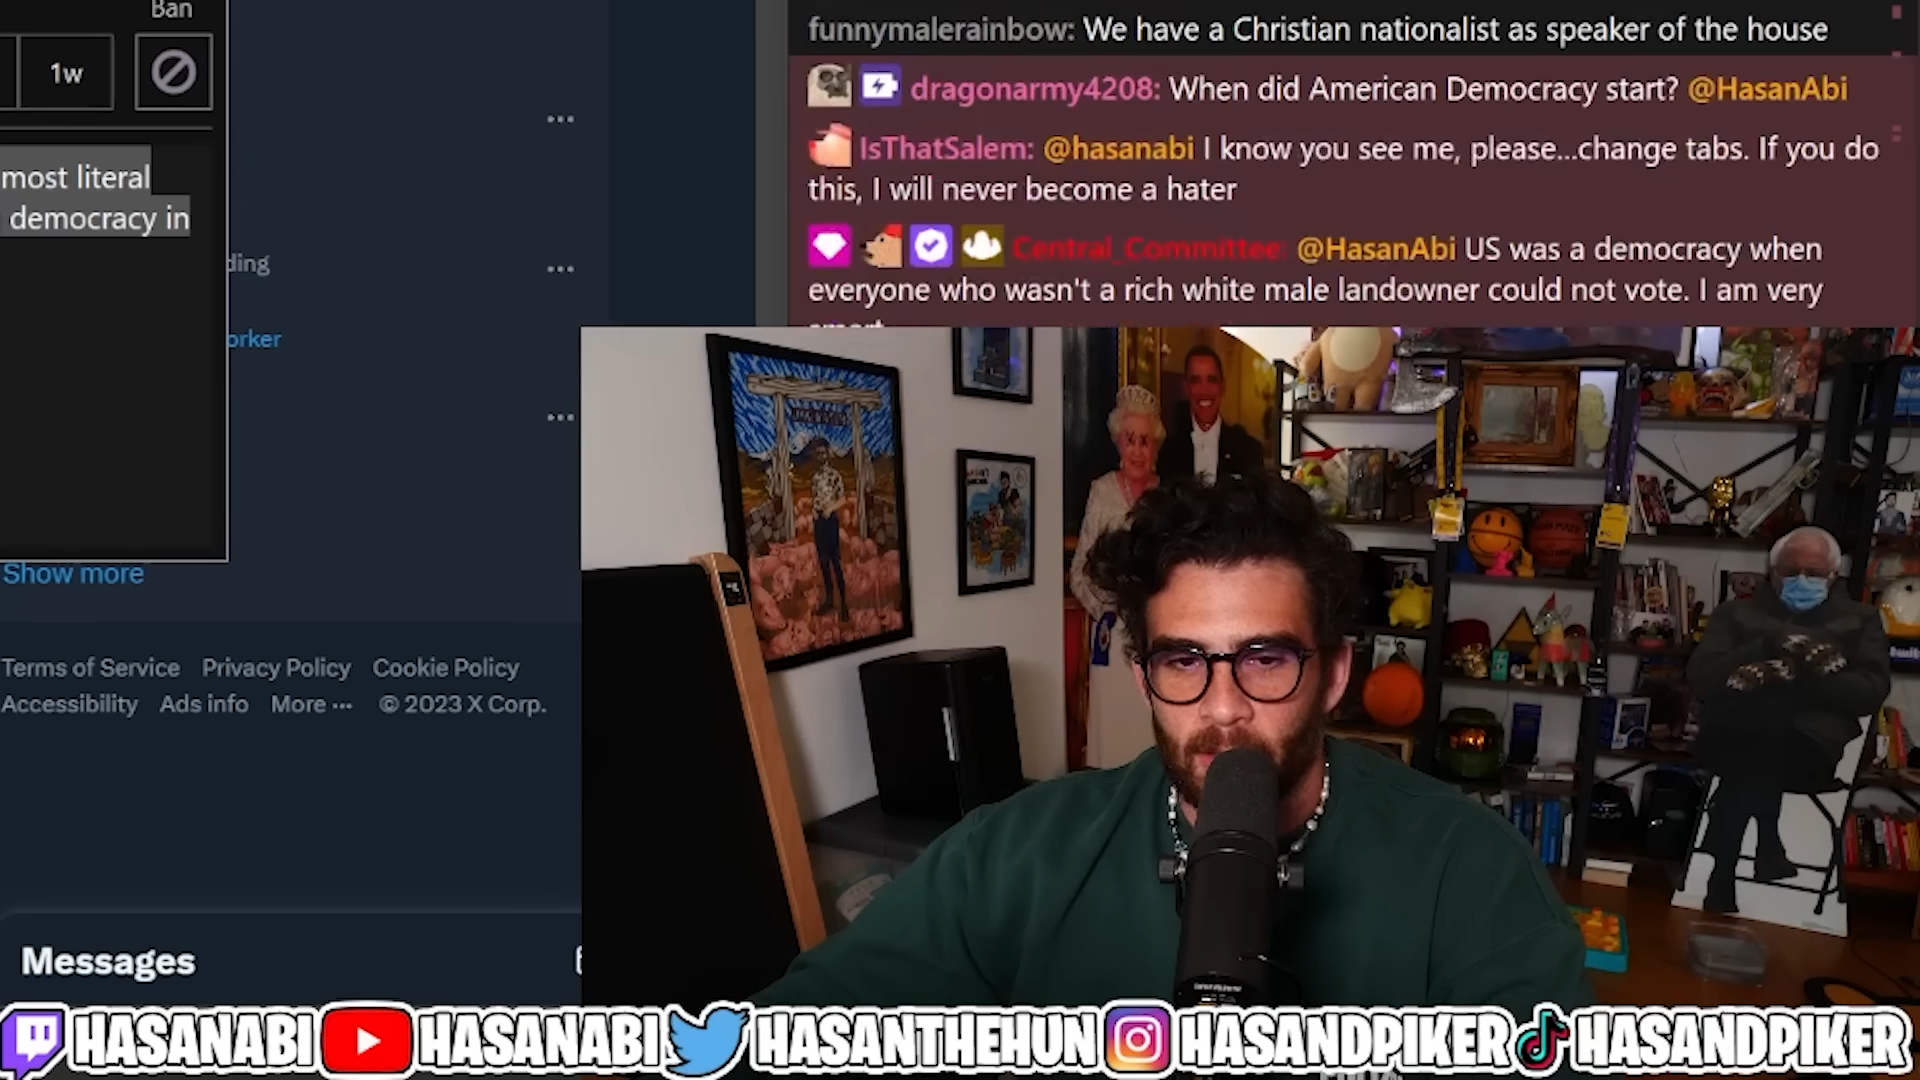 Ban
1w
most literal
democracy in
ding
orker
Show more
Terms of Service Privacy Policy Cookie Policy
Accessibility Ads info More ··· © 2023 X Corp.
Messages
funnymalerainbow: We have a Christian nationalist as speaker of the house
dragonarmy4208: When did American Democracy start? @HasanAbi
IsThatSalem: @hasanabi I know you see me, please...change tabs. If you do
this, I will never become a hater
Central_Committee: @HasanAbi US was a democracy when
everyone who wasn't a rich white male landowner could not vote. I am very
HASANABI HASANABI HASANTHEHUN HASANDPIKER HASANDPIKER